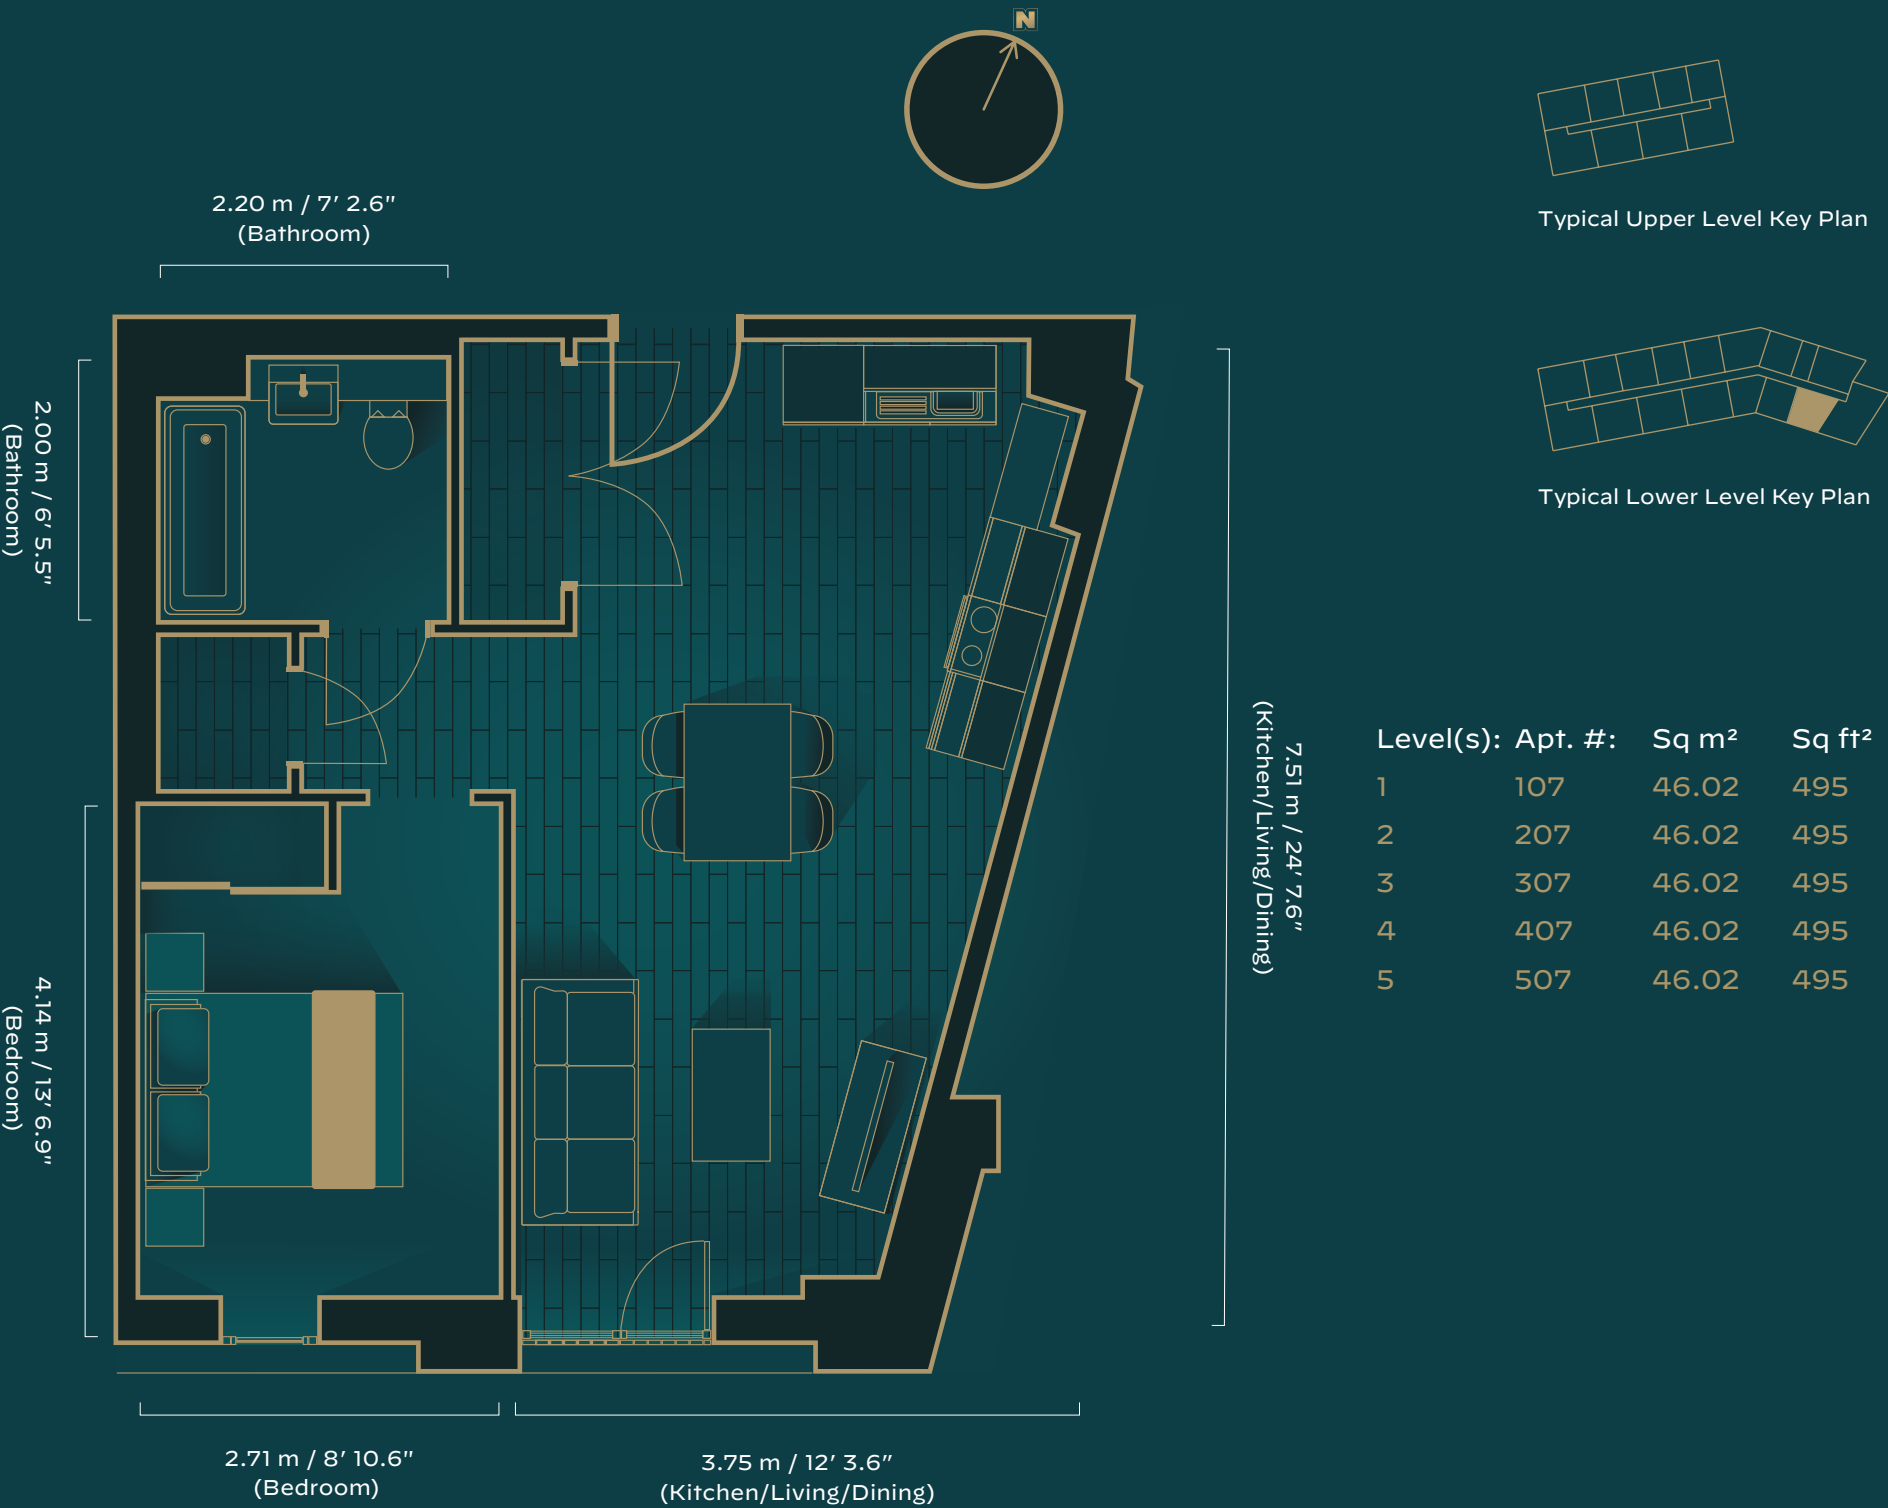 N
Typical Upper Level Key Plan
2.20 m / 7′ 2.6″
(Bathroom)
2.00 m / 6′ 5.5″
(Bathroom)
Typical Lower Level Key Plan
7.51 m / 24′ 7.6″
(Kitchen/Living/Dining)
Level(s): Apt. #: Sq m² Sq ft²
1 107 46.02 495
2 207 46.02 495
3 307 46.02 495
4 407 46.02 495
5 507 46.02 495
4.14 m / 13′ 6.9″
(Bedroom)
2.71 m / 8′ 10.6″
(Bedroom)
3.75 m / 12′ 3.6″
(Kitchen/Living/Dining)